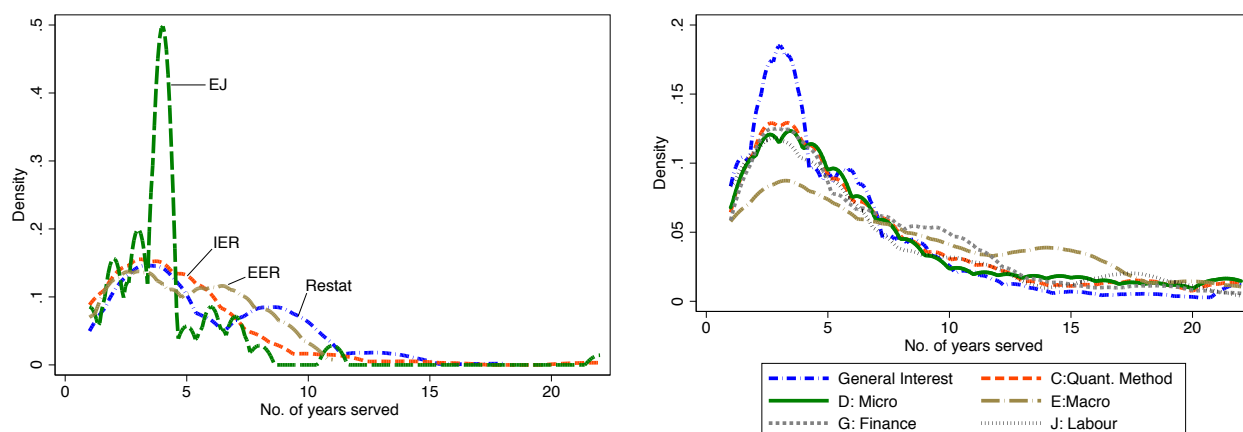 Density
.5
.4
.3
.2
.1
0
EJ
IER
EER
Restat
0
5
10
15
20
No. of years served
Density
.2
.15
.1
.05
0
0
5
10
15
20
No. of years served
General Interest
C:Quant. Method
D: Micro
E:Macro
G: Finance
J: Labour